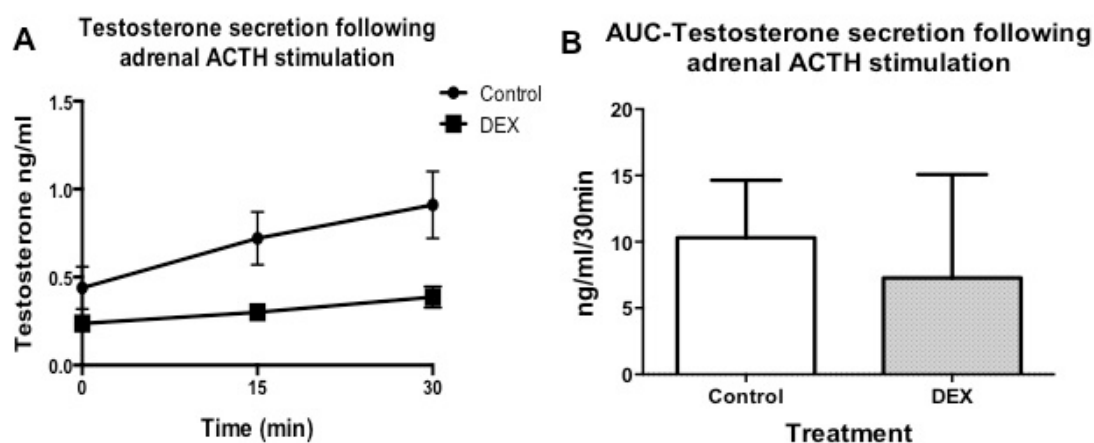 A
Testosterone secretion following
adrenal ACTH stimulation
Control
DEX
Testosterone ng/ml
1.5
1.0
0.5
0.0
0 15 30
Time (min)
B
AUC-Testosterone secretion following
adrenal ACTH stimulation
ng/ml/30min
20
15
10
5
0
Control DEX
Treatment